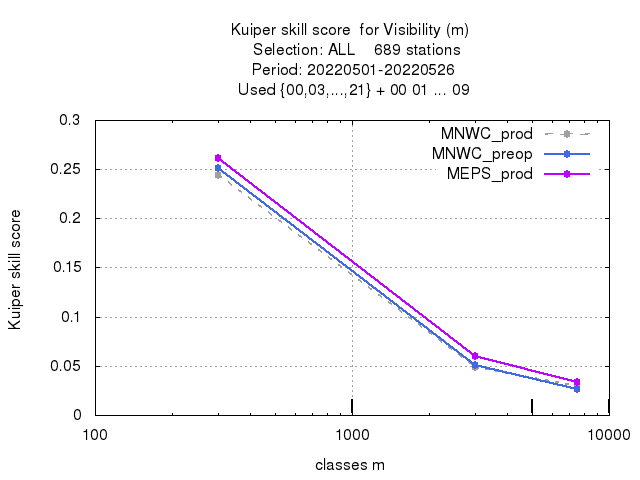 Kuiper skill score  for Visibility (m)
Selection: ALL    689 stations
Period: 20220501-20220526
Used {00,03,...,21} + 00 01 ... 09
MNWC_prod
MNWC_preop
MEPS_prod
0.3
0.25
0.2
0.15
0.1
0.05
0
Kuiper skill score
100
1000
10000
classes m